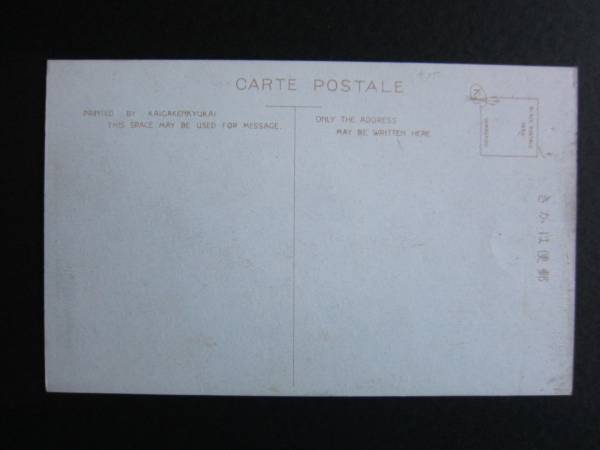 CARTE POSTALE
PRINTED BY KAIGAKENKYUKAI
THIS SPACE MAY BE USED FOR MESSAGE.
ONLY THE ADDRESS
MAY BE WRITTEN HERE
きかは便郵